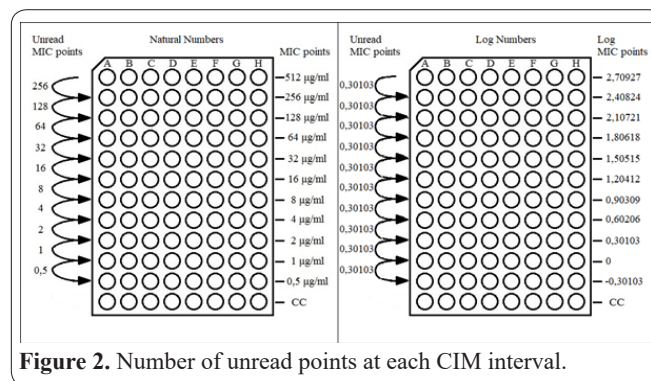 Unread
MIC points
Natural Numbers
MIC points
A B C D E F G H
512 µg/ml
256 µg/ml
128 µg/ml
64 µg/ml
32 µg/ml
16 µg/ml
8 µg/ml
4 µg/ml
2 µg/ml
1 µg/ml
0,5 µg/ml
CC
256
128
64
32
16
8
4
2
1
0,5
Unread
MIC points
Log Numbers
Log
MIC points
A B C D E F G H
2,70927
2,40824
2,10721
1,80618
1,50515
1,20412
0,90309
0,60206
0,30103
0
-0,30103
CC
0,30103
0,30103
0,30103
0,30103
0,30103
0,30103
0,30103
0,30103
0,30103
0,30103
Figure 2. Number of unread points at each CIM interval.